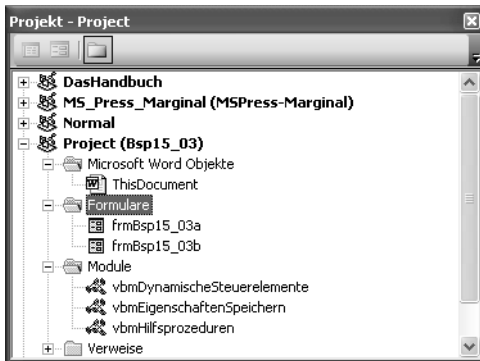 Projekt - Project
DasHandbuch
MS_Press_Marginal (MSPress-Marginal)
Normal
Project (Bsp15_03)
Microsoft Word Objekte
ThisDocument
Formulare
frmBsp15_03a
frmBsp15_03b
Module
vbmDynamischeSteuerelemente
vbmEigenschaftenSpeichern
vbmHilfsprozeduren
Verweise